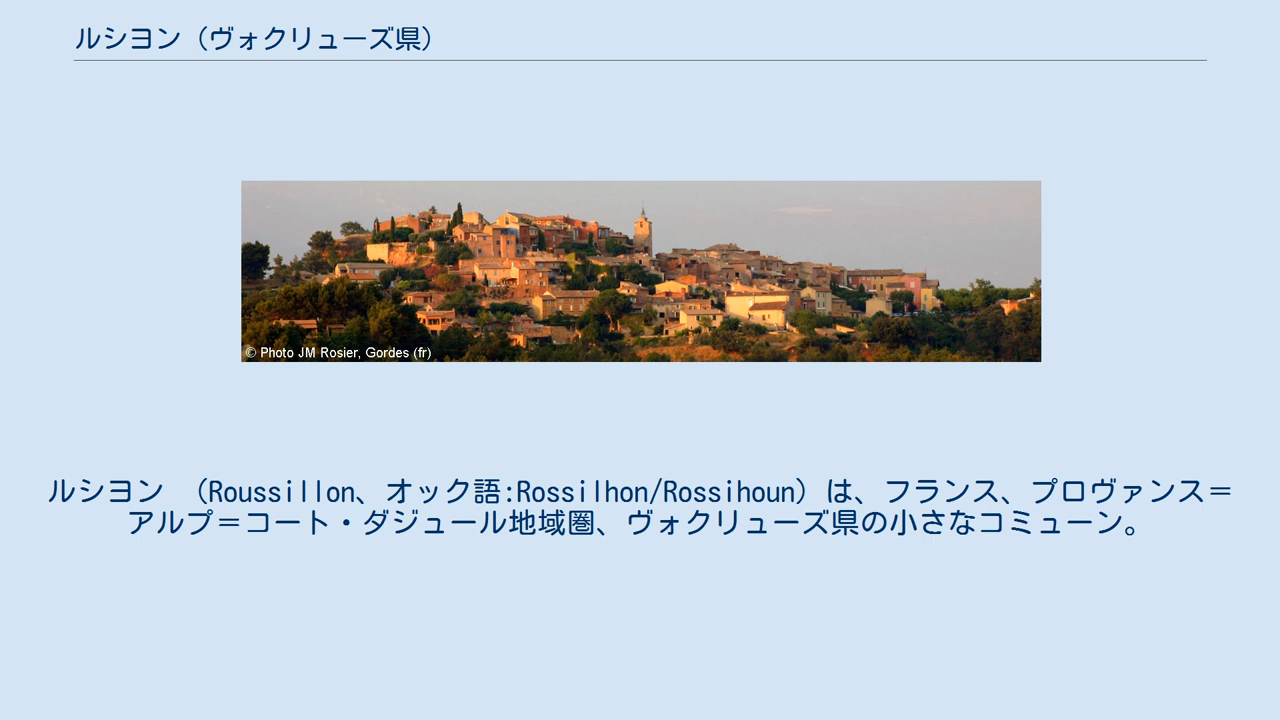 ルシヨン（ヴォクリューズ県）
© Photo JM Rosier, Gordes (fr)
ルシヨン　（Roussillon、オック語:Rossilhon/Rossihoun）は、フランス、プロヴァンス＝
アルプ＝コート・ダジュール地域圏、ヴォクリューズ県の小さなコミューン。